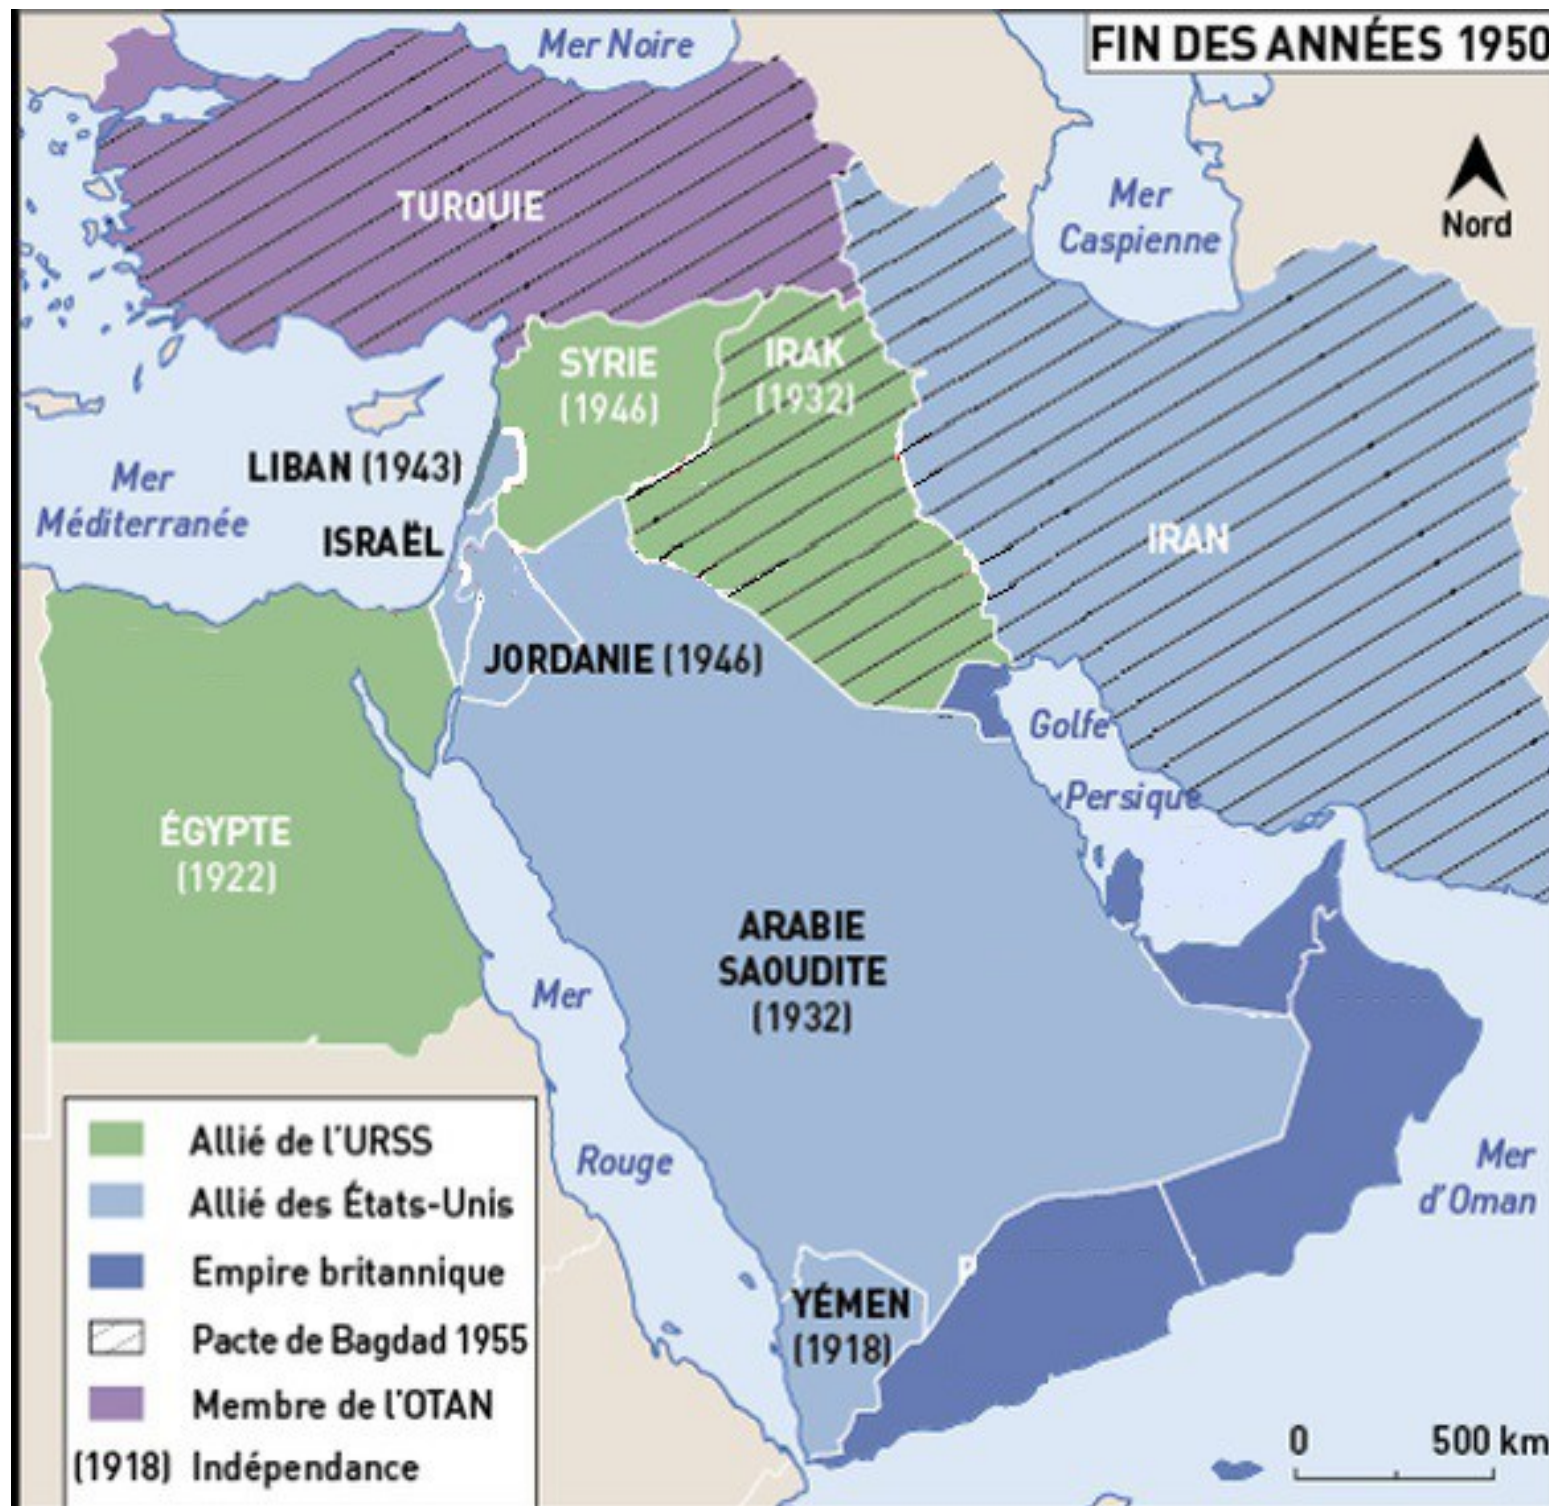 FIN DES ANNÉES 1950
Mer Noire
Mer
Caspienne
Nord
TURQUIE
SYRIE
(1946)
IRAK
(1932)
LIBAN (1943)
Mer
Méditerranée
ISRAËL
IRAN
JORDANIE (1946)
Golfe
Persique
ÉGYPTE
(1922)
ARABIE
SAOUDITE
(1932)
Mer
Rouge
Mer
d'Oman
P
YÉMEN
(1918)
Allié de l'URSS
Allié des États-Unis
Empire britannique
Pacte de Bagdad 1955
Membre de l'OTAN
(1918) Indépendance
0 500 km